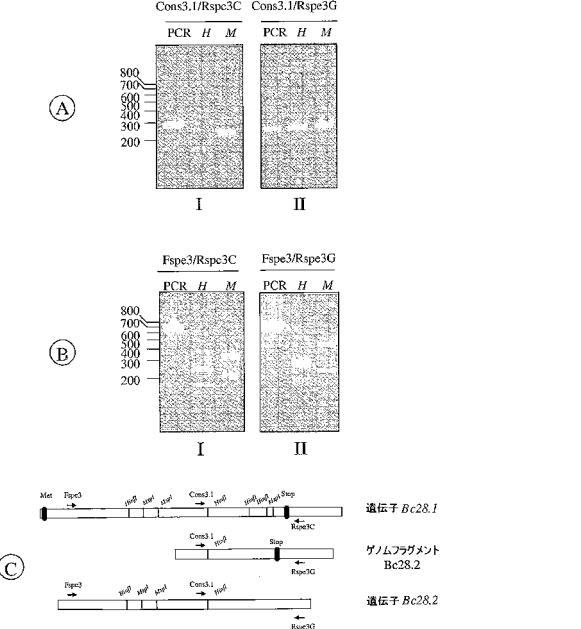 Cons3.1/Rspe3C Cons3.1/Rspe3G
PCR H M PCR H M
800
700
600
500
400
300
200
A
I II
Fspe3/Rspe3C Fspe3/Rspe3G
PCR H M PCR H M
800
700
600
500
400
300
200
B
I II
Met Fspe3 HinfI MspI MspI Cons3.1 HinfI HinfI HinfI MspI Stop
遺伝子 Bc28.1
Rspe3C
Cons3.1 HinfI Stop
ゲノムフラグメント
Bc28.2
Rspe3G
C
Fspe3 HinfI MspI MspI Cons3.1 HinfI
遺伝子 Bc28.2
Rspe3G